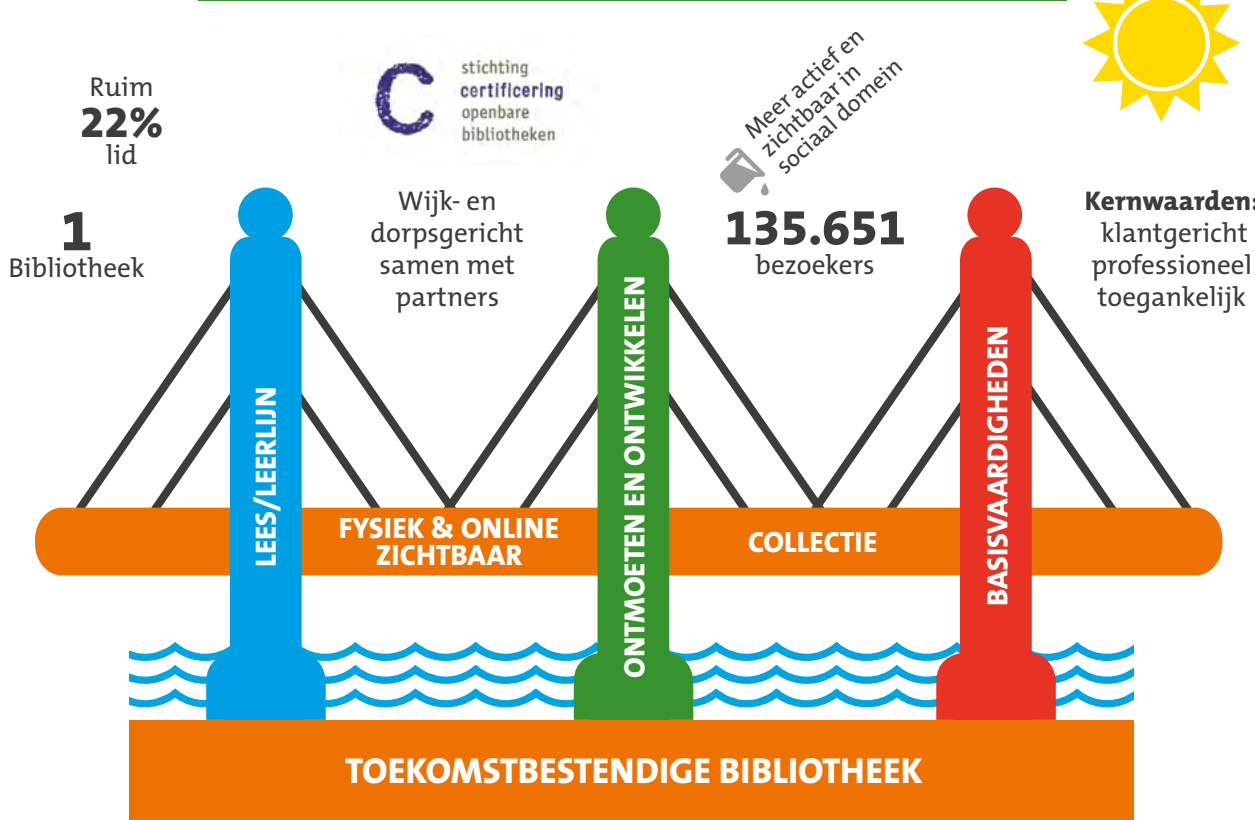 Ruim
22%
lid
1
Bibliotheek
stichting
certificering
openbare
bibliotheken
Wijk- en
dorpsgericht
samen met
partners
Meer actief en
zichtbaar in
sociaal domein
135.651
bezoekers
Kernwaarden:
klantgericht
professioneel
toegankelijk
LEES/LEERLIJN
FYSIEK & ONLINE
ZICHTBAAR
ONTMOETEN EN ONTWIKKELEN
COLLECTIE
BASISVAARDIGHEDEN
TOEKOMSTBESTENDIGE BIBLIOTHEEK